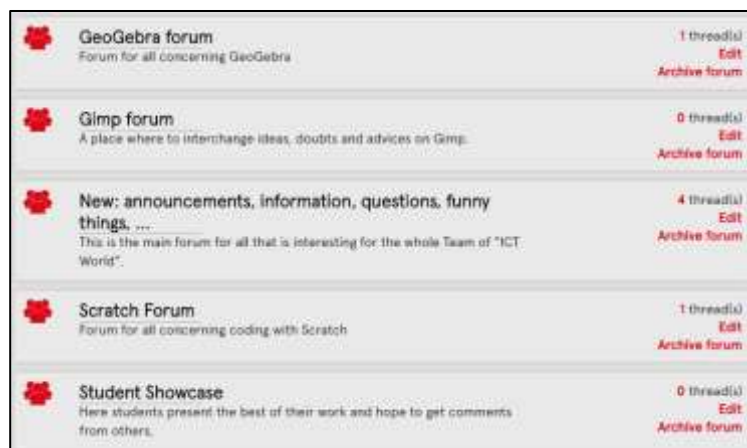 GeoGebra forum
Forum for all concerning GeoGebra
1 thread(s)
Edit
Archive forum
Gimp forum
A place where to interchange ideas, doubts and advices on Gimp.
0 thread(s)
Edit
Archive forum
New: announcements, information, questions, funny
things, ...
This is the main forum for all that is interesting for the whole Team of "ICT
World".
4 thread(s)
Edit
Archive forum
Scratch Forum
Forum for all concerning coding with Scratch
1 thread(s)
Edit
Archive forum
Student Showcase
Here students present the best of their work and hope to get comments
from others.
0 thread(s)
Edit
Archive forum